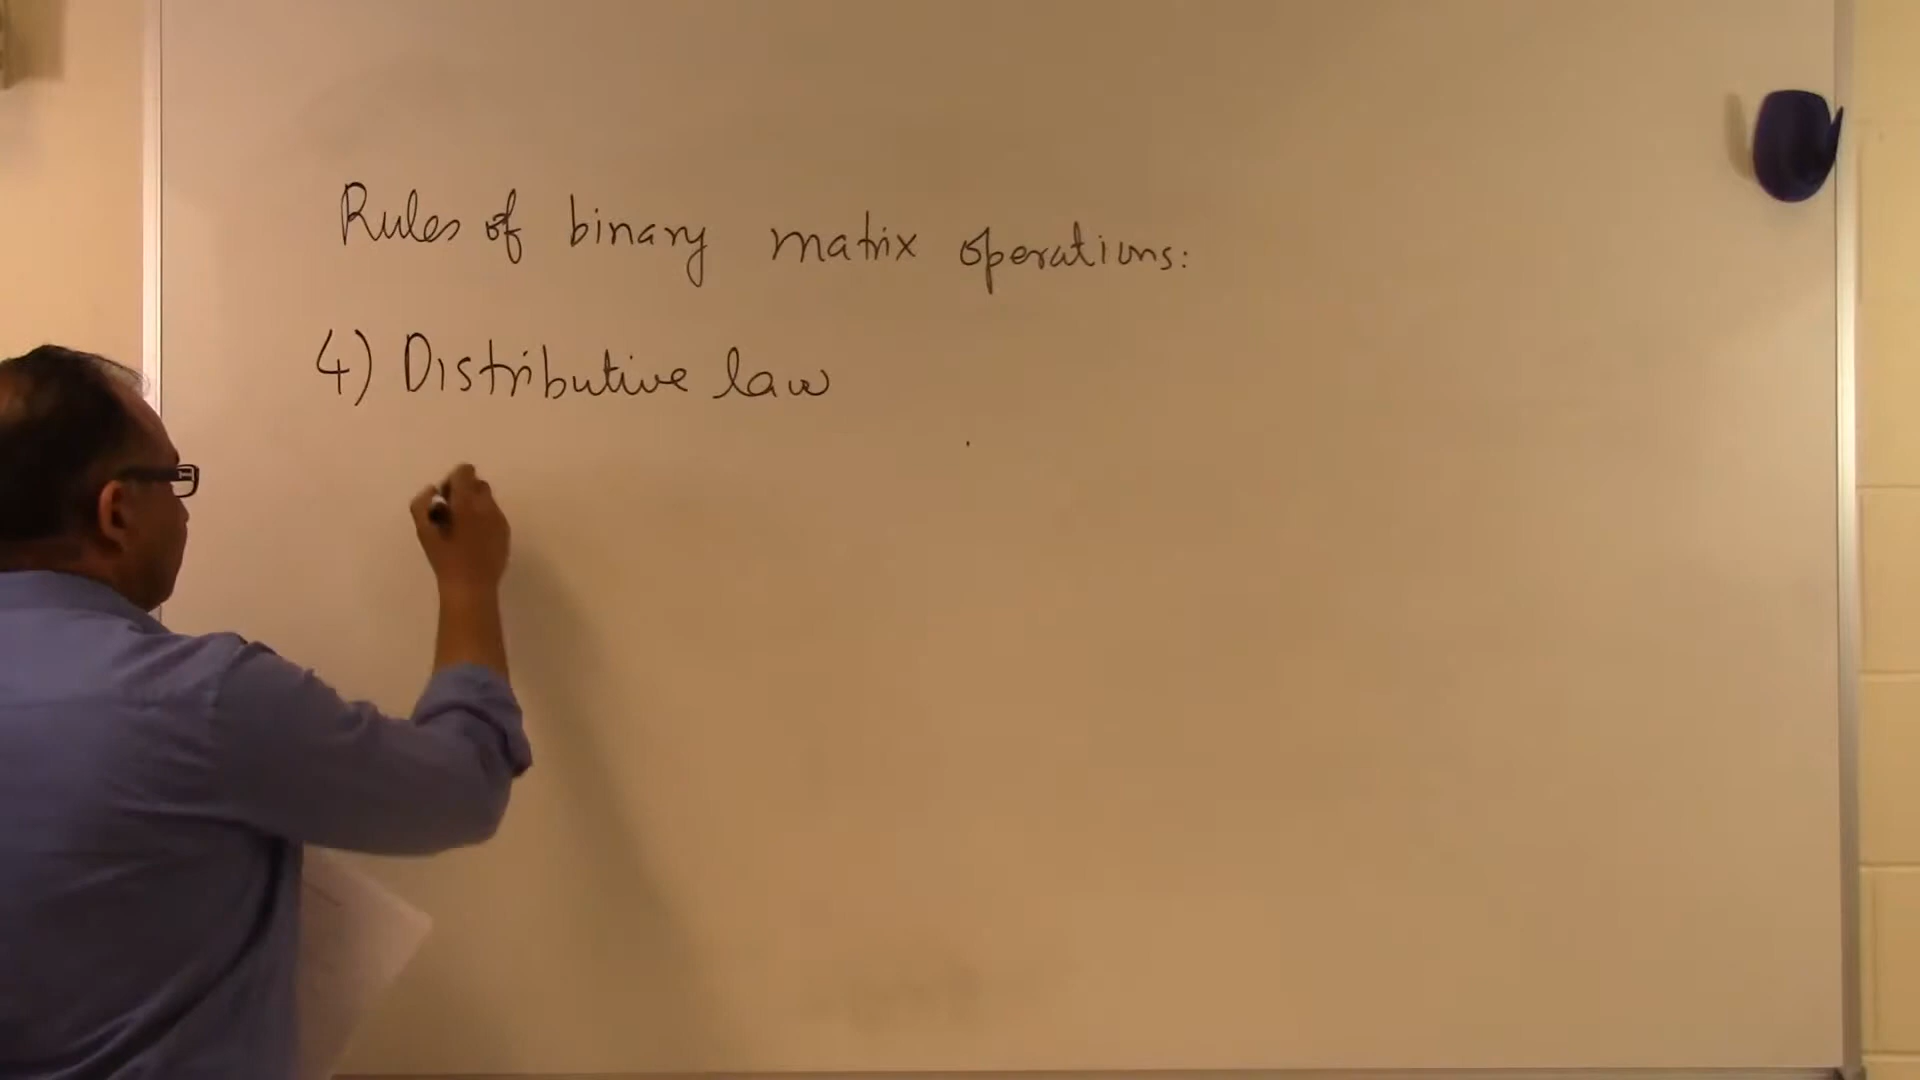 Rules of binary matrix operations:
4) Distributive law